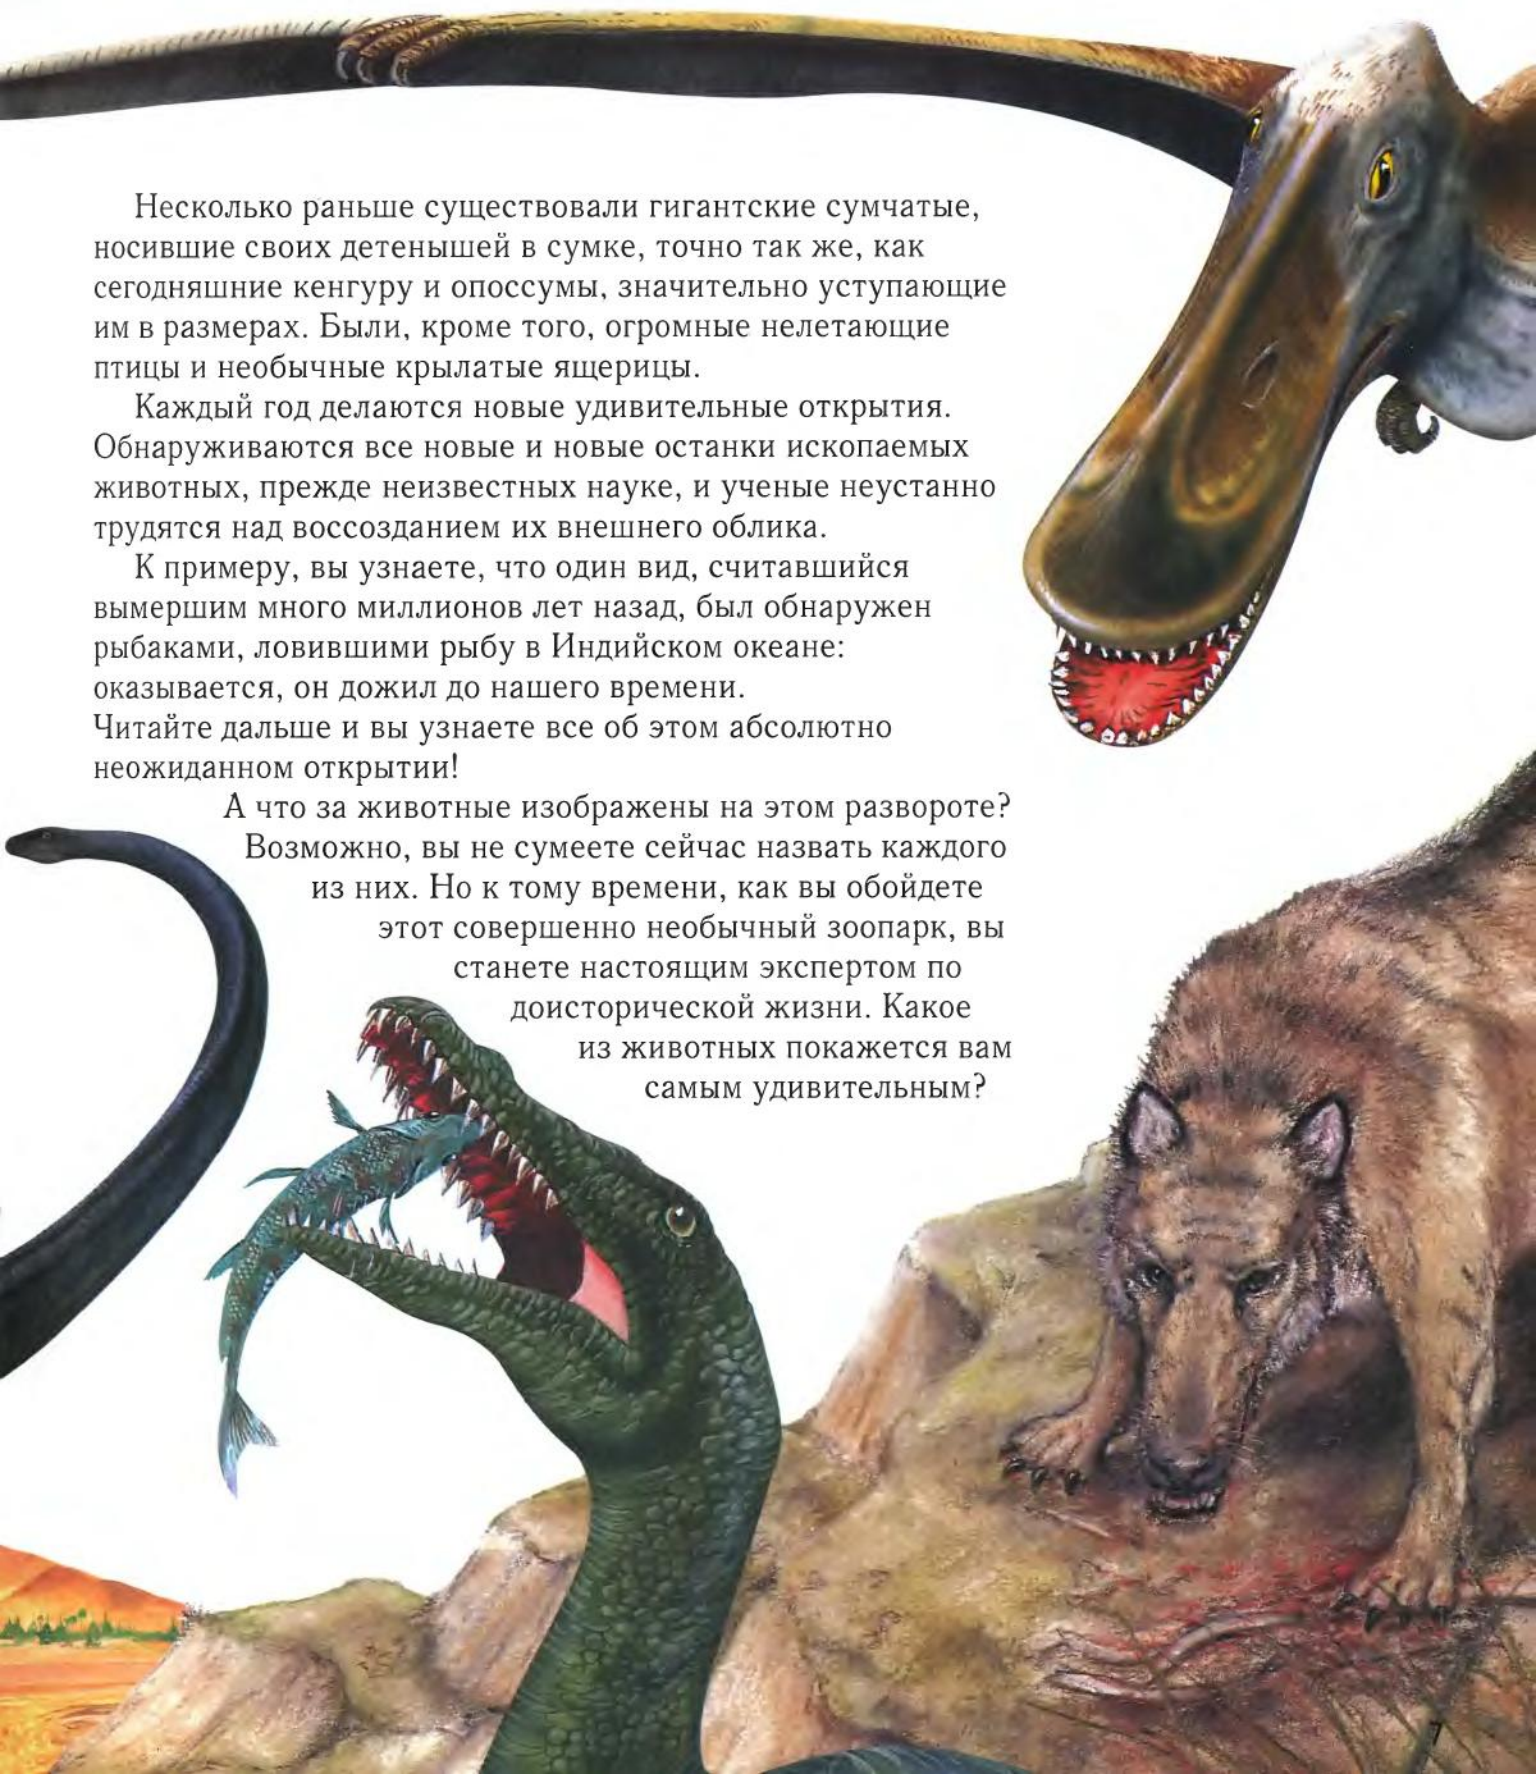 Несколько раньше существовали гигантские сумчатые,
носившие своих детенышей в сумке, точно так же, как
сегодняшние кенгуру и опоссумы, значительно уступающие
им в размерах. Были, кроме того, огромные нелетающие
птицы и необычные крылатые ящерицы.
Каждый год делаются новые удивительные открытия.
Обнаруживаются все новые и новые останки ископаемых
животных, прежде неизвестных науке, и ученые неустанно
трудятся над воссозданием их внешнего облика.
К примеру, вы узнаете, что один вид, считавшийся
вымершим много миллионов лет назад, был обнаружен
рыбаками, ловившими рыбу в Индийском океане:
оказывается, он дожил до нашего времени.
Читайте дальше и вы узнаете все об этом абсолютно
неожиданном открытии!
А что за животные изображены на этом развороте?
Возможно, вы не сумеете сейчас назвать каждого
из них. Но к тому времени, как вы обойдете
этот совершенно необычный зоопарк, вы
станете настоящим экспертом по
доисторической жизни. Какое
из животных покажется вам
самым удивительным?
7